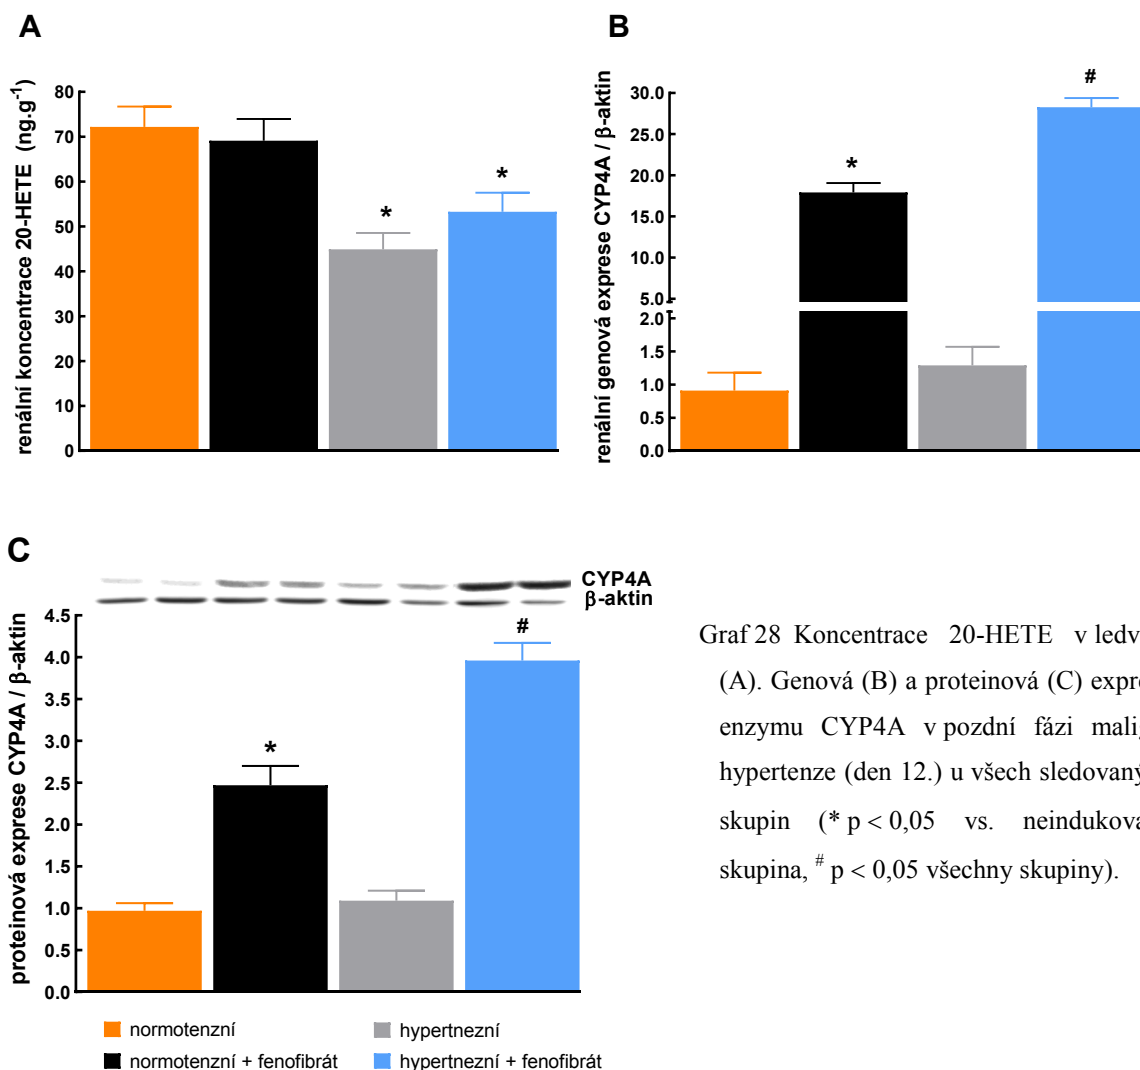 A
renální koncentrace 20-HETE (ng.g⁻¹)
80
70
60
50
40
30
20
10
0
*
*
B
renální genová exprese CYP4A / β-aktin
30.0
25.0
20.0
15.0
10.0
5.0
2.0
1.5
1.0
0.5
0.0
*
#
C
CYP4A
β-aktin
proteinová exprese CYP4A / β-aktin
4.5
4.0
3.5
3.0
2.5
2.0
1.5
1.0
0.5
0.0
*
#
normotenzní
normotenzní + fenofibrát
hypertnezní
hypertnezní + fenofibrát
Graf 28 Koncentrace 20-HETE v ledv
(A). Genová (B) a proteinová (C) expre
enzymu CYP4A v pozdní fázi malig
hypertenze (den 12.) u všech sledovaný
skupin (* p < 0,05 vs. neindukova
skupina, # p < 0,05 všechny skupiny).